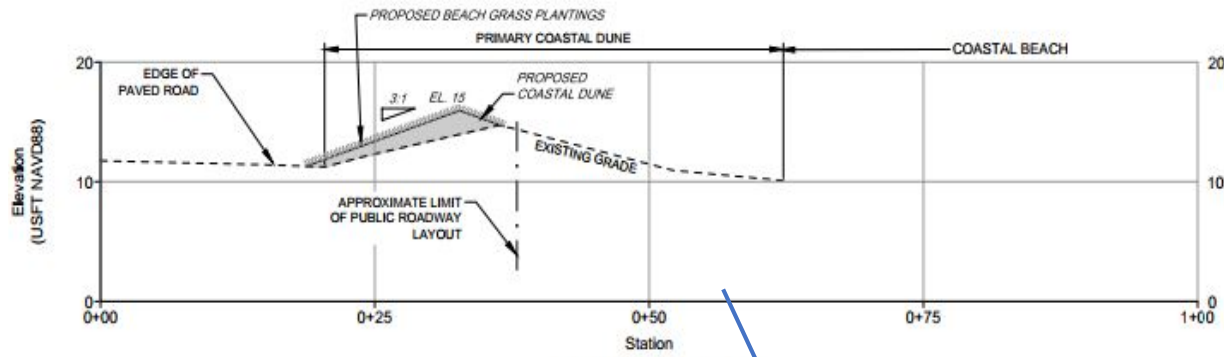 PROPOSED BEACH GRASS PLANTINGS
PRIMARY COASTAL DUNE
COASTAL BEACH
20
20
EDGE OF
PAVED ROAD
3:1
EL. 15
PROPOSED
COASTAL DUNE
EXISTING GRADE
Elevation
(USFT NAVD88)
10
10
APPROXIMATE LIMIT
OF PUBLIC ROADWAY
LAYOUT
0
0
0+00
0+25
0+50
0+75
1+00
Station